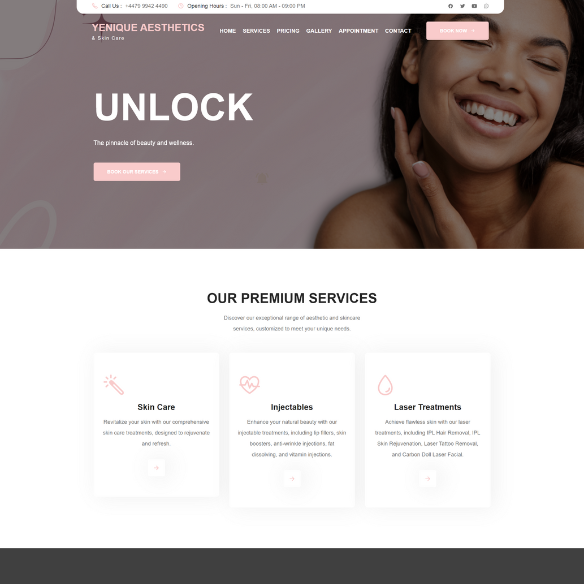 Call Us : +4475 9942 4490 Opening Hours : Sun - Fri. 08.00 AM - 09:00 PM
YENIQUE AESTHETICS
& Skin Care
HOME SERVICES PRICING GALLERY APPOINTMENT CONTACT
BOOK NOW
UNLOCK
The pinnacle of beauty and wellness.
BOOK OUR SERVICES
OUR PREMIUM SERVICES
Discover our exceptional range of aesthetic and skincare
services, customized to meet your unique needs.
Skin Care
Revitalize your skin with our comprehensive
skin care treatments, designed to rejuvenate
and refresh.
Injectables
Enhance your natural beauty with our
injectable treatments, including lip fillers, skin
boosters, anti-wrinkle injections, fat
dissolving, and vitamin injections.
Laser Treatments
Achieve flawless skin with our laser
treatments, including IPL Hair Removal, IPL
Skin Rejuvenation, Laser Tattoo Removal,
and Carbon Doll Laser Facial.